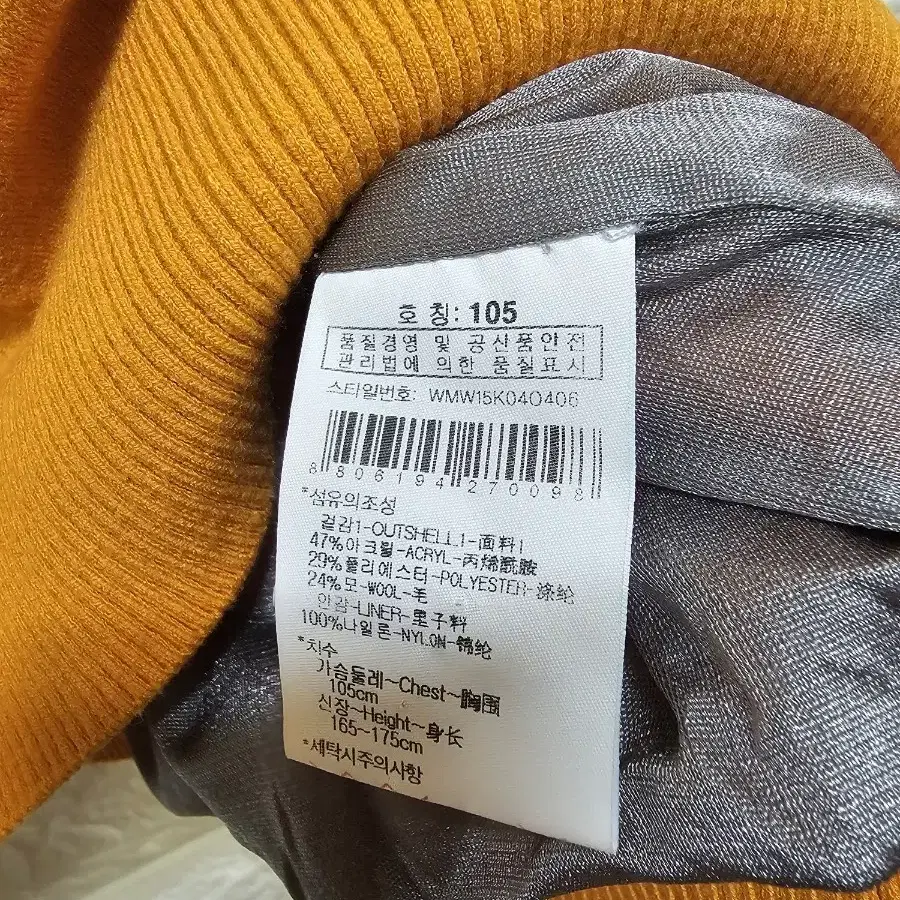 호 칭: 105
품질경영 및 공산품안전
관리법에 의한 품질표시
스타일번호: WMW15K04O406
8 806194 270098
*섬유의조성
겉감1-OUTSHELL1-面料1
47%아크릴-ACRYL-丙烯酰胺
29%폴리에스터-POLYESTER-涤纶
24%모-WOOL-毛
안감-LINER-里子料
100%나일론-NYLON-锦纶
*치수
가슴둘레~Chest~胸围
105cm
신장~Height~身长
165~175cm
*세탁시주의사항